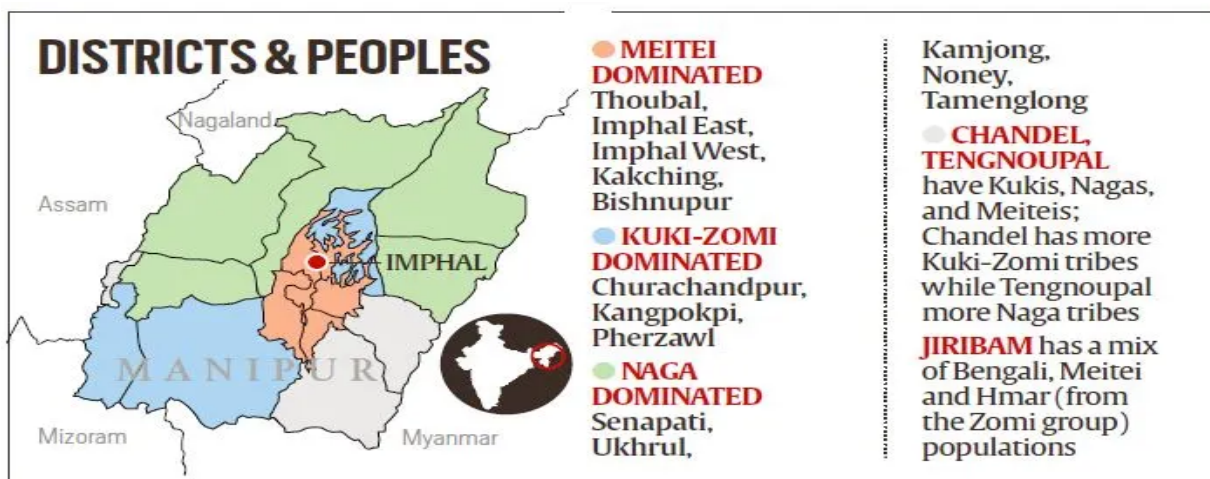 DISTRICTS & PEOPLES
Nagaland
Assam
IMPHAL
MANIPUR
Mizoram
Myanmar
MEITEI
DOMINATED
Thoubal,
Imphal East,
Imphal West,
Kakching,
Bishnupur
KUKI-ZOMI
DOMINATED
Churachandpur,
Kangpokpi,
Pherzawl
NAGA
DOMINATED
Senapati,
Ukhrul,
Kamjong,
Noney,
Tamenglong
CHANDEL,
TENGNOUPAL
have Kukis, Nagas,
and Meiteis;
Chandel has more
Kuki-Zomi tribes
while Tengnoupal
more Naga tribes
JIRIBAM has a mix
of Bengali, Meitei
and Hmar (from
the Zomi group)
populations